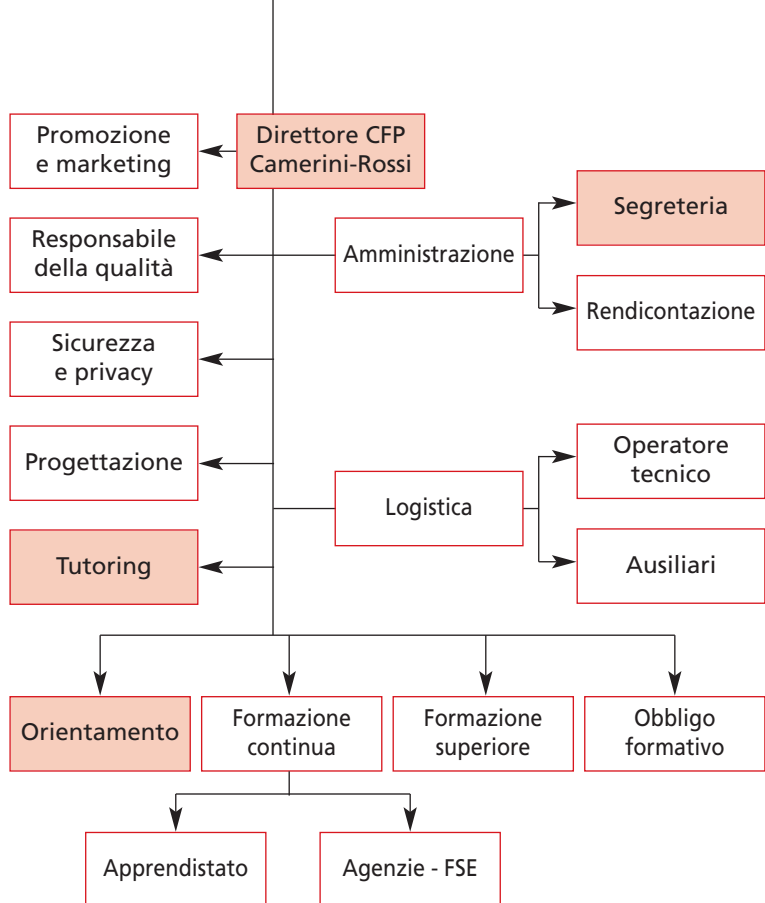 Promozione
e marketing
Direttore CFP
Camerini-Rossi
Segreteria
Responsabile
della qualità
Amministrazione
Rendicontazione
Sicurezza
e privacy
Progettazione
Operatore
tecnico
Logistica
Tutoring
Ausiliari
Orientamento
Formazione
continua
Formazione
superiore
Obbligo
formativo
Apprendistato
Agenzie - FSE